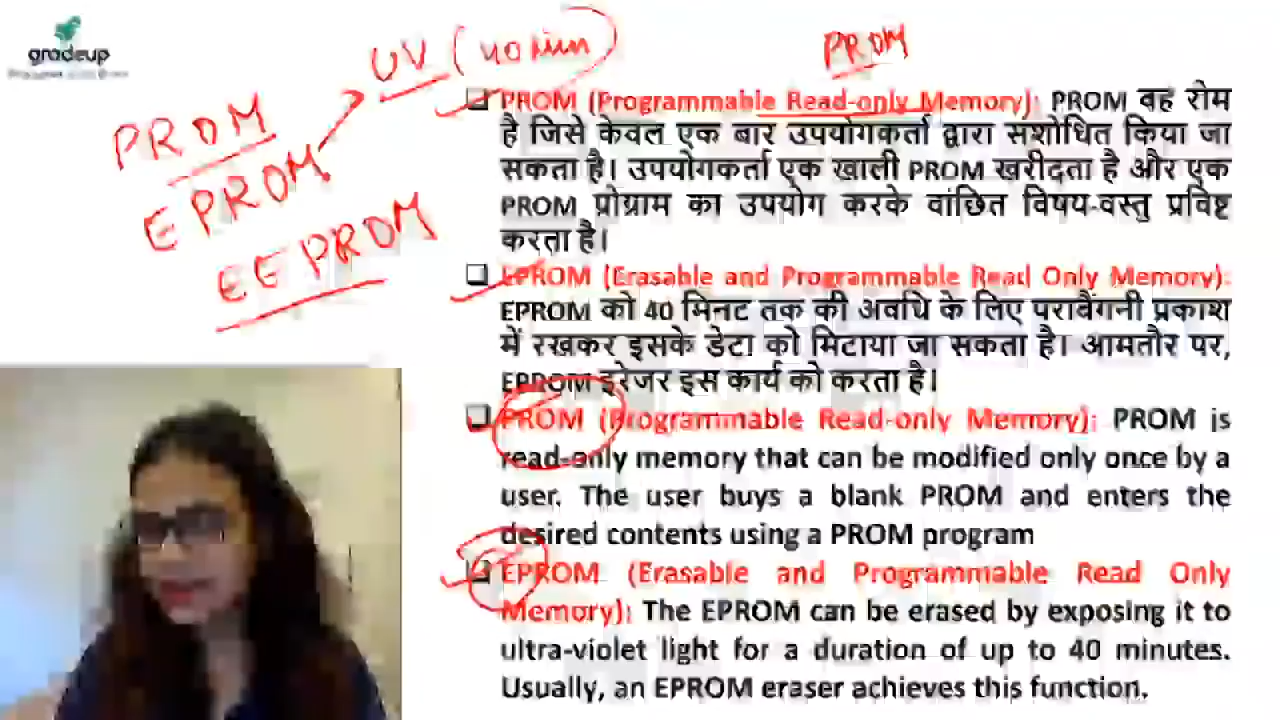 gradeup
UV (40 min)
PROM
PROM
EPROM
EEPROM
PROM (Programmable Read-only Memory): PROM वह रोम
है जिसे केवल एक बार उपयोगकर्ता द्वारा संशोधित किया जा
सकता है। उपयोगकर्ता एक खाली PROM खरीदता है और एक
PROM प्रोग्राम का उपयोग करके वांछित विषय-वस्तु प्रविष्ट
करता है।
EPROM (Erasable and Programmable Read Only Memory):
EPROM को 40 मिनट तक की अवधि के लिए पराबैंगनी प्रकाश
में रखकर इसके डेटा को मिटाया जा सकता है। आमतौर पर,
EPROM इरेजर इस कार्य को करता है।
PROM (Programmable Read-only Memory): PROM is
read-only memory that can be modified only once by a
user. The user buys a blank PROM and enters the
desired contents using a PROM program
EPROM (Erasable and Programmable Read Only
Memory): The EPROM can be erased by exposing it to
ultra-violet light for a duration of up to 40 minutes.
Usually, an EPROM eraser achieves this function.